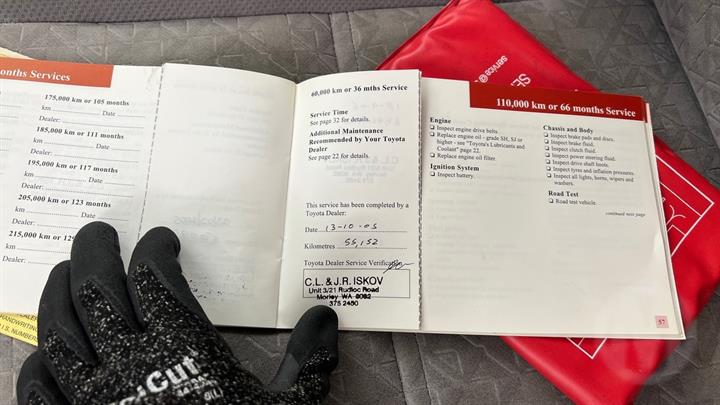 onths Services
175,000 km or 105 months
km Date
Dealer:
185,000 km or 111 months
km Date
Dealer:
195,000 km or 117 months
km Date
Dealer:
205,000 km or 123 months
km Date
Dealer:
215,000 km or 129
km
Dealer:
HANDWRITING
S. NUMBERS
60,000 km or 36 mths Service
Service Time
See page 32 for details.
Additional Maintenance
Recommended by Your Toyota
Dealer
See page 22 for details.
This service has been completed by a
Toyota Dealer:
Date 13-10-05
Kilometres 55,152
Toyota Dealer Service Verification
C.L. & J.R. ISKOV
Unit 3/21 Rudloc Road
Morley WA 6062
375 2450
110,000 km or 66 months Service
Engine
Inspect engine drive belts.
Replace engine oil - grade SH, SJ or
higher - see "Toyota's Lubricants and
Coolant" page 22.
Replace engine oil filter.
Ignition System
Inspect battery.
Chassis and Body
Inspect brake pads and discs.
Inspect brake fluid.
Inspect clutch fluid.
Inspect power steering fluid.
Inspect drive shaft boots.
Inspect tyres and inflation pressures.
Inspect all lights, horns, wipers and
washers.
Road Test
Road test vehicle.
continued next page
57
service@
SE
cut